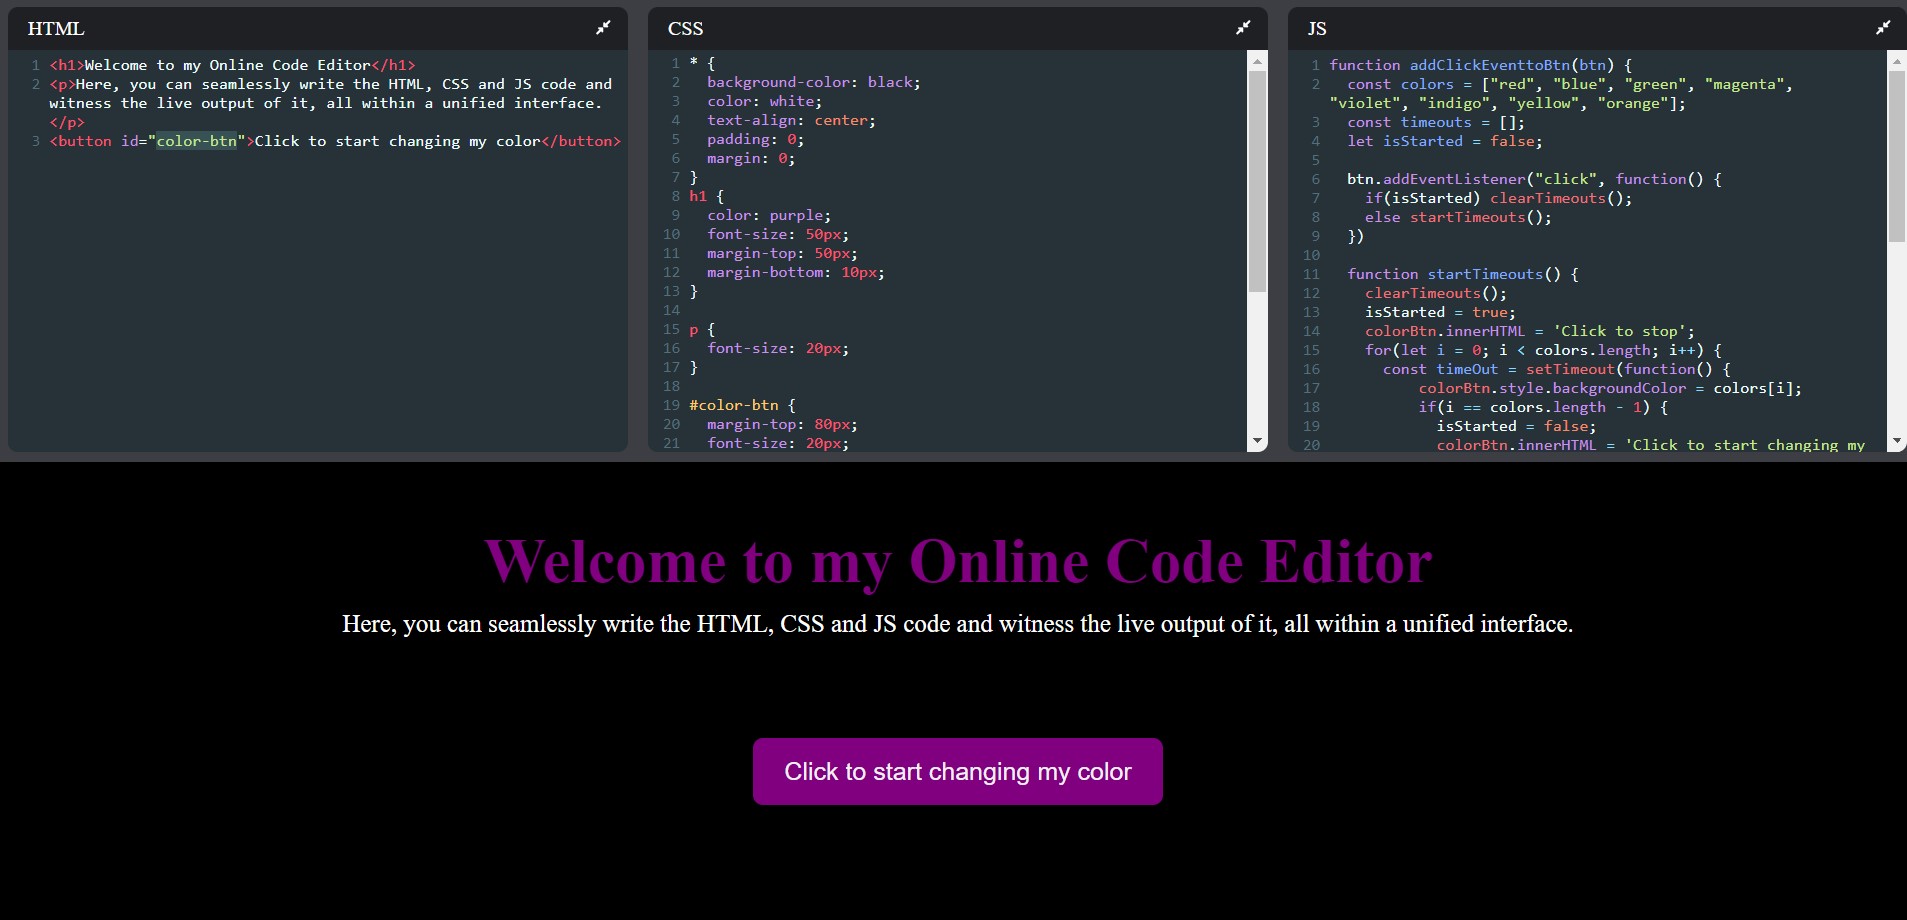 HTML
1 <h1>Welcome to my Online Code Editor</h1>
2 <p>Here, you can seamlessly write the HTML, CSS and JS code and
witness the live output of it, all within a unified interface.
</p>
3 <button id="color-btn">Click to start changing my color</button>
CSS
1 * {
2 background-color: black;
3 color: white;
4 text-align: center;
5 padding: 0;
6 margin: 0;
7 }
8 h1 {
9 color: purple;
10 font-size: 50px;
11 margin-top: 50px;
12 margin-bottom: 10px;
13 }
14
15 p {
16 font-size: 20px;
17 }
18
19 #color-btn {
20 margin-top: 80px;
21 font-size: 20px;
JS
1 function addClickEventtoBtn(btn) {
2 const colors = ["red", "blue", "green", "magenta",
"violet", "indigo", "yellow", "orange"];
3 const timeouts = [];
4 let isStarted = false;
5
6 btn.addEventListener("click", function() {
7 if(isStarted) clearTimeouts();
8 else startTimeouts();
9 })
10
11 function startTimeouts() {
12 clearTimeouts();
13 isStarted = true;
14 colorBtn.innerHTML = 'Click to stop';
15 for(let i = 0; i < colors.length; i++) {
16 const timeOut = setTimeout(function() {
17 colorBtn.style.backgroundColor = colors[i];
18 if(i == colors.length - 1) {
19 isStarted = false;
20 colorBtn.innerHTML = 'Click to start changing my
Welcome to my Online Code Editor
Here, you can seamlessly write the HTML, CSS and JS code and witness the live output of it, all within a unified interface.
Click to start changing my color